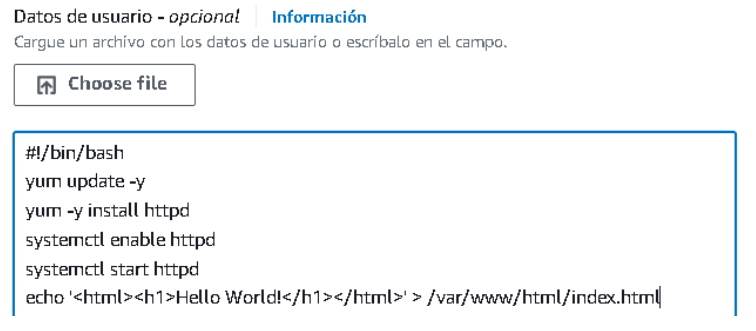 Datos de usuario - opcional Información
Cargue un archivo con los datos de usuario o escríbalo en el campo.
Choose file
#!/bin/bash
yum update -y
yum -y install httpd
systemctl enable httpd
systemctl start httpd
echo '<html><h1>Hello World!</h1></html>' > /var/www/html/index.html